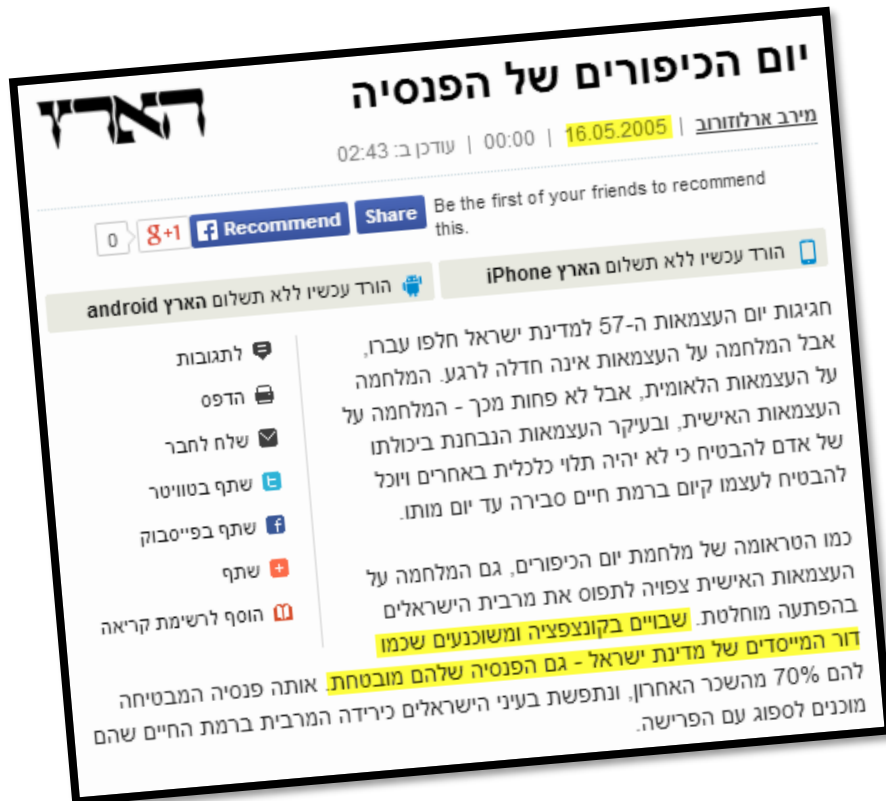 הארץ
יום הכיפורים של הפנסיה
מירב ארלוזורוב | 16.05.2005 | 00:00 | עודכן ב: 02:43
0 g+1 f Recommend Share Be the first of your friends to recommend
this.
הורד עכשיו ללא תשלום הארץ iPhone
הורד עכשיו ללא תשלום הארץ android
לתגובות
הדפס
שלח לחבר
שתף בטוויטר
שתף בפייסבוק
שתף
הוסף לרשימת קריאה
חגיגות יום העצמאות ה-57 למדינת ישראל חלפו עברו,
אבל המלחמה על העצמאות אינה חדלה לרגע. המלחמה
על העצמאות הלאומית, אבל לא פחות מכך - המלחמה על
העצמאות האישית, ובעיקר העצמאות הנבחנת ביכולתו
של אדם להבטיח כי לא יהיה תלוי כלכלית באחרים ויוכל
להבטיח לעצמו קיום ברמת חיים סבירה עד יום מותו.
כמו הטראומה של מלחמת יום הכיפורים, גם המלחמה על
העצמאות האישית צפויה לתפוס את מרבית הישראלים
בהפתעה מוחלטת. שבויים בקונצפציה ומשוכנעים שכמו
דור המייסדים של מדינת ישראל - גם הפנסיה שלהם מובטחת. אותה פנסיה המבטיחה
להם 70% מהשכר האחרון, ונתפשת בעיני הישראלים כירידה המרבית ברמת החיים שהם
מוכנים לספוג עם הפרישה.